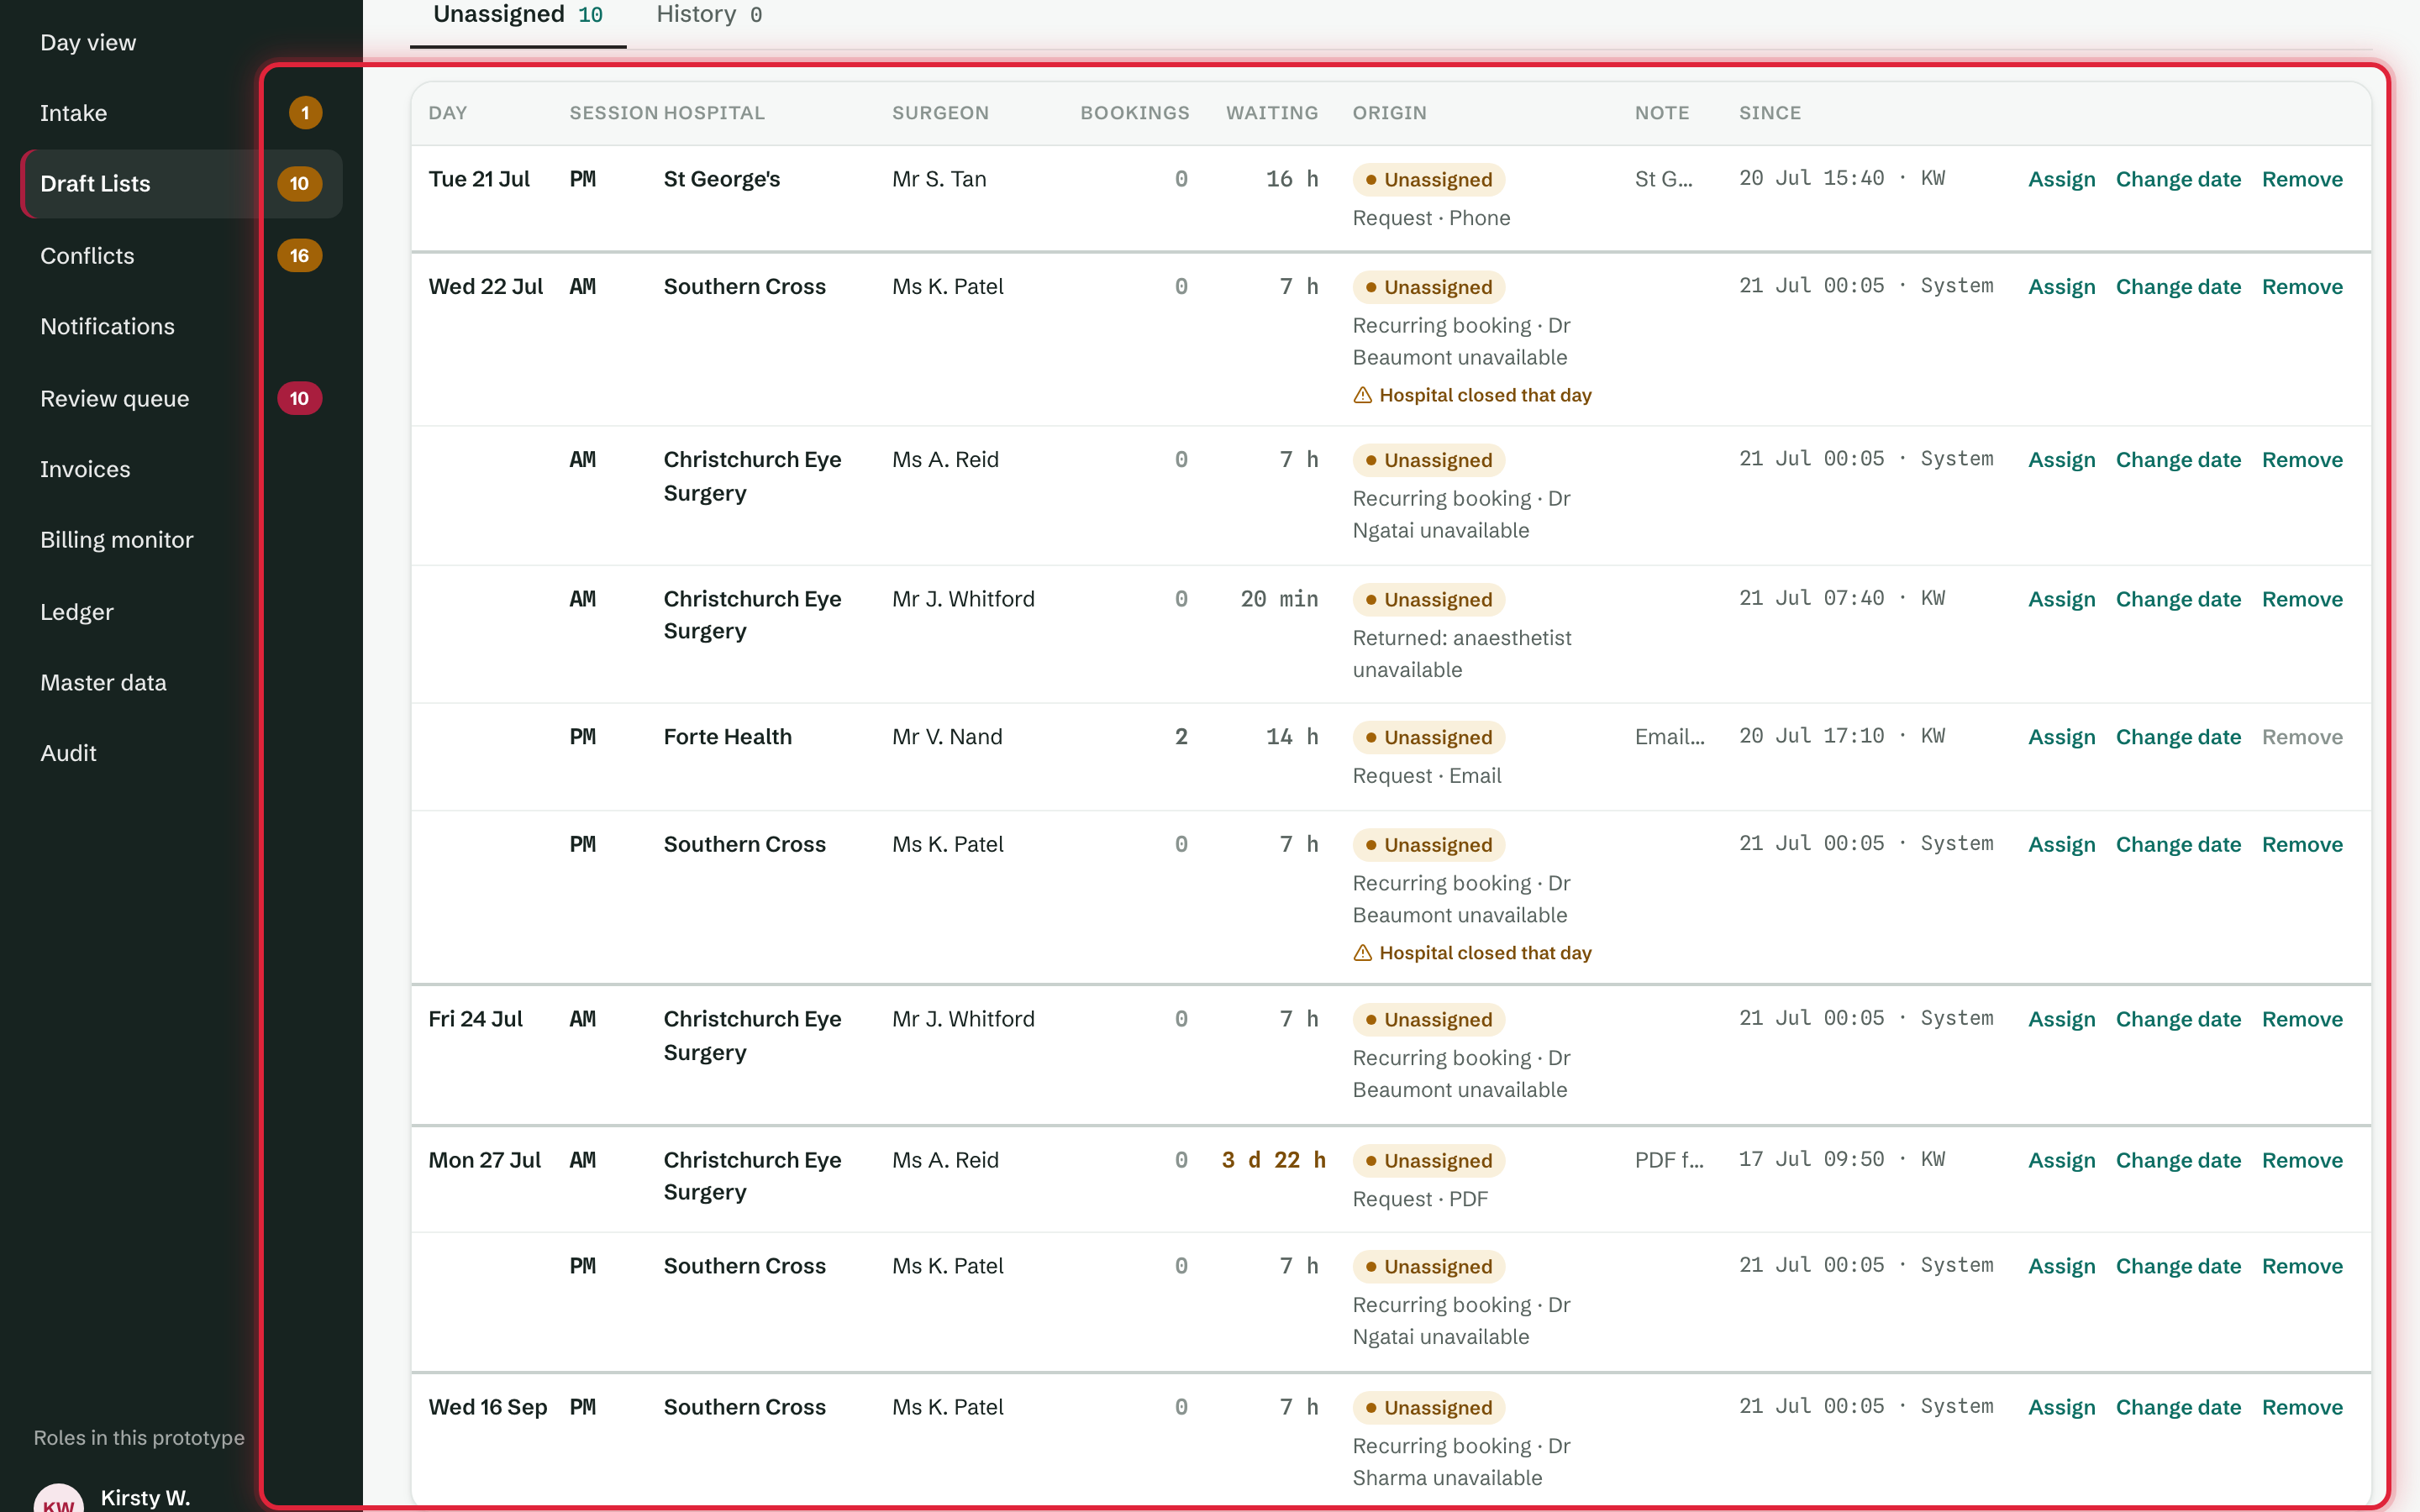 Day view
Intake 1
Draft Lists 10
Conflicts 16
Notifications
Review queue 10
Invoices
Billing monitor
Ledger
Master data
Audit
Roles in this prototype
KW Kirsty W.
Unassigned 10 History 0
DAY SESSION HOSPITAL SURGEON BOOKINGS WAITING ORIGIN NOTE SINCE
Tue 21 Jul PM St George's Mr S. Tan 0 16 h Unassigned St G... 20 Jul 15:40 · KW Assign Change date Remove
Request · Phone
Wed 22 Jul AM Southern Cross Ms K. Patel 0 7 h Unassigned 21 Jul 00:05 · System Assign Change date Remove
Recurring booking · Dr
Beaumont unavailable
Hospital closed that day
AM Christchurch Eye Ms A. Reid 0 7 h Unassigned 21 Jul 00:05 · System Assign Change date Remove
Surgery Recurring booking · Dr
Ngatai unavailable
AM Christchurch Eye Mr J. Whitford 0 20 min Unassigned 21 Jul 07:40 · KW Assign Change date Remove
Surgery Returned: anaesthetist
unavailable
PM Forte Health Mr V. Nand 2 14 h Unassigned Email... 20 Jul 17:10 · KW Assign Change date Remove
Request · Email
PM Southern Cross Ms K. Patel 0 7 h Unassigned 21 Jul 00:05 · System Assign Change date Remove
Recurring booking · Dr
Beaumont unavailable
Hospital closed that day
Fri 24 Jul AM Christchurch Eye Mr J. Whitford 0 7 h Unassigned 21 Jul 00:05 · System Assign Change date Remove
Surgery Recurring booking · Dr
Beaumont unavailable
Mon 27 Jul AM Christchurch Eye Ms A. Reid 0 3 d 22 h Unassigned PDF f... 17 Jul 09:50 · KW Assign Change date Remove
Surgery Request · PDF
PM Southern Cross Ms K. Patel 0 7 h Unassigned 21 Jul 00:05 · System Assign Change date Remove
Recurring booking · Dr
Ngatai unavailable
Wed 16 Sep PM Southern Cross Ms K. Patel 0 7 h Unassigned 21 Jul 00:05 · System Assign Change date Remove
Recurring booking · Dr
Sharma unavailable